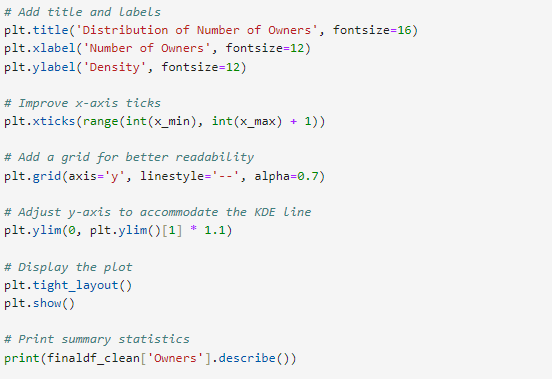 # Add title and labels
plt.title('Distribution of Number of Owners', fontsize=16)
plt.xlabel('Number of Owners', fontsize=12)
plt.ylabel('Density', fontsize=12)

# Improve x-axis ticks
plt.xticks(range(int(x_min), int(x_max) + 1))

# Add a grid for better readability
plt.grid(axis='y', linestyle='--', alpha=0.7)

# Adjust y-axis to accommodate the KDE line
plt.ylim(0, plt.ylim()[1] * 1.1)

# Display the plot
plt.tight_layout()
plt.show()

# Print summary statistics
print(finaldf_clean['Owners'].describe())